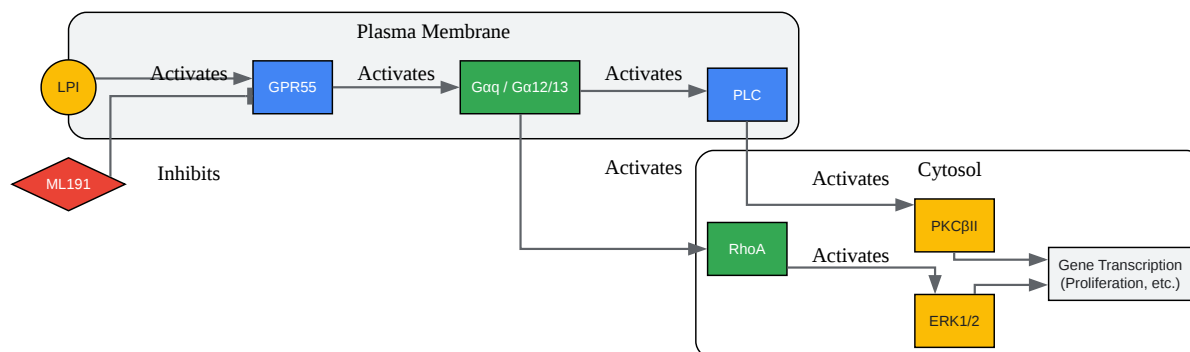 Plasma Membrane
LPI
Activates
GPR55
Activates
Gαq / Gα12/13
Activates
PLC
ML191
Inhibits
Activates
Cytosol
Activates
PKCβII
RhoA
Activates
ERK1/2
Gene Transcription
(Proliferation, etc.)